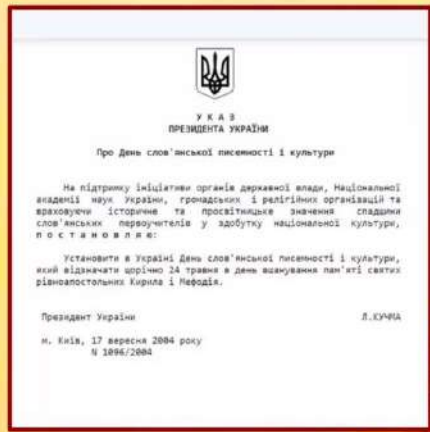 У К А З
ПРЕЗИДЕНТА УКРАЇНИ
Про День слов'янської писемності і культури
На підтримку ініціативи органів державної влади, Національної
академії наук України, громадських і релігійних організацій та
враховуючи історичне та просвітницьке значення спадщини
слов'янських первоучителів у здобутку національної культури,
п о с т а н о в л я ю:
Установити в Україні День слов'янської писемності і культури,
який відзначати щорічно 24 травня в день вшанування пам'яті святих
рівноапостольних Кирила і Мефодія.
Президент України Л.КУЧМА
м. Київ, 17 вересня 2004 року
N 1096/2004